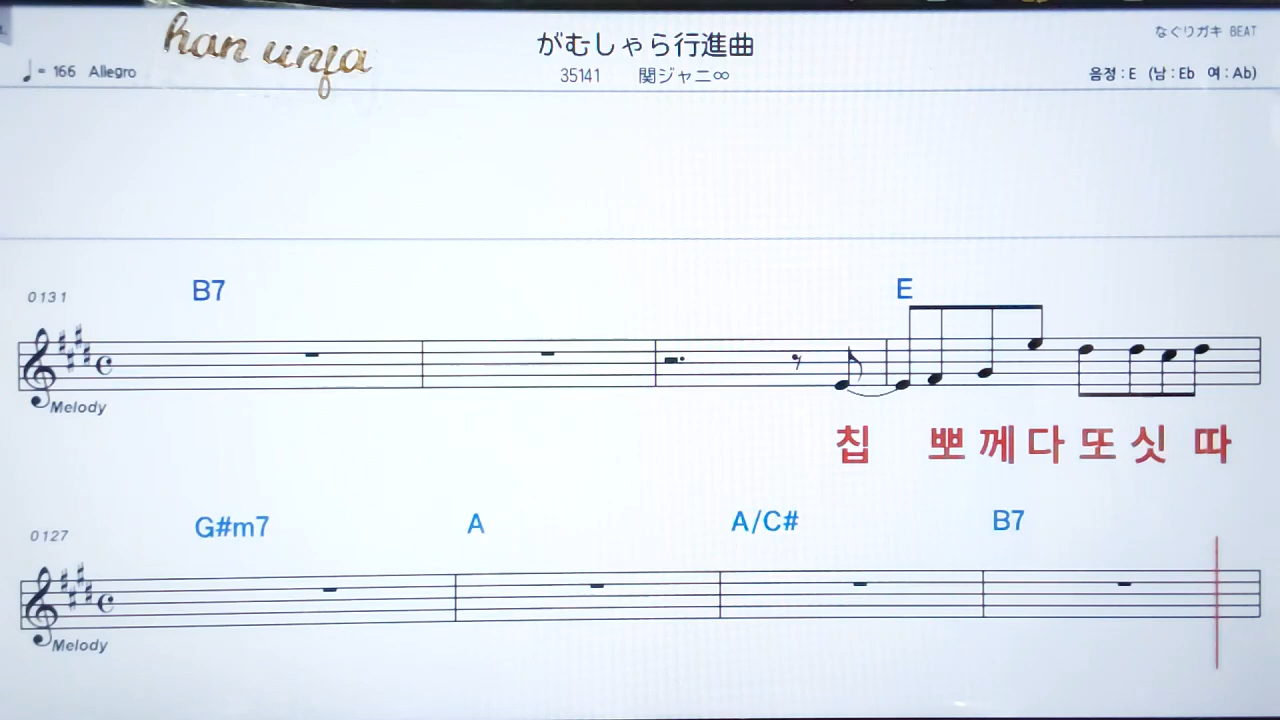 han unja
がむしゃら行進曲
なぐりガキ BEAT
♩= 166 Allegro
35141 関ジャニ∞
음정 : E (남 : Eb 여 : Ab)
B7 E
0131
Melody
칩 뽀 께 다 또 싯 따
G#m7 A A/C# B7
0127
Melody